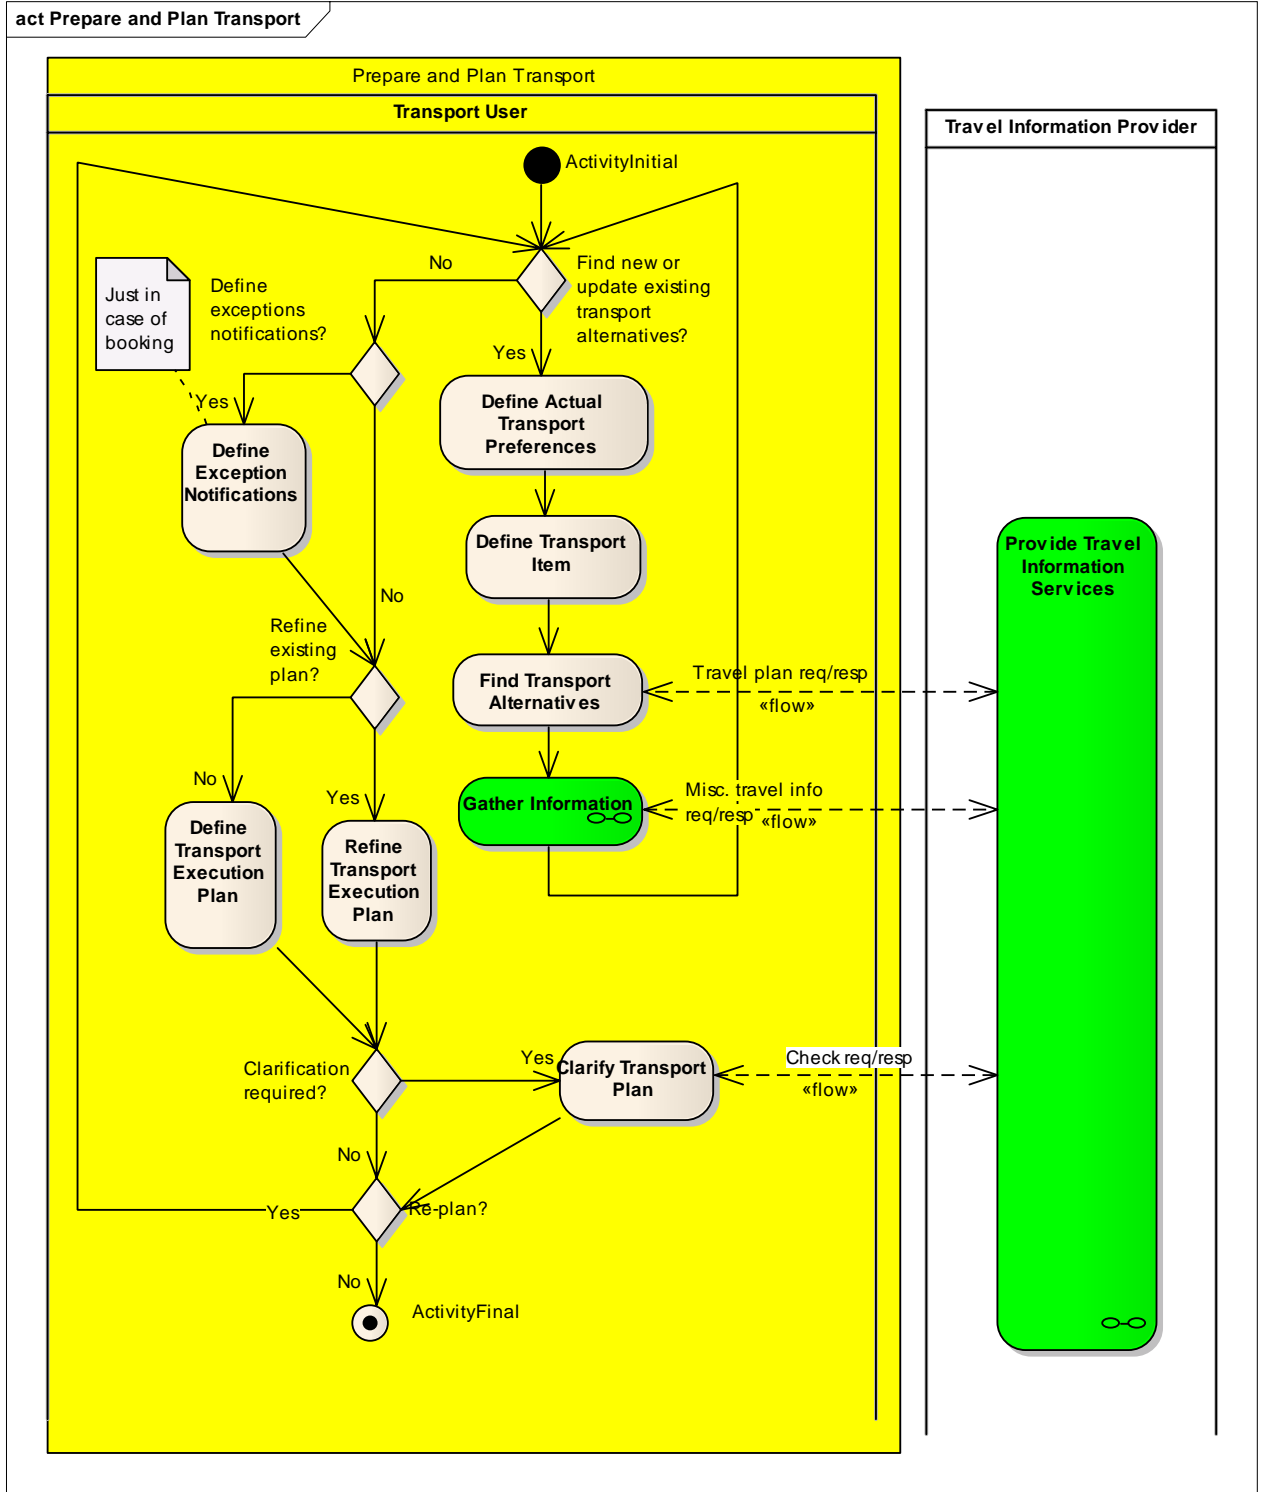 act Prepare and Plan Transport
Prepare and Plan Transport
Transport User
Travel Information Provider
ActivityInitial
No
Find new or
update existing
transport
alternatives?
Just in
case of
booking
Define
exceptions
notifications?
Yes
Yes
Define Actual
Transport
Preferences
Define
Exception
Notifications
Define Transport
Item
Provide Travel
Information
Services
No
Refine
existing
plan?
Find Transport
Alternatives
Travel plan req/resp
«flow»
No
Yes
Gather Information
Misc. travel info
req/resp
«flow»
Define
Transport
Execution
Plan
Refine
Transport
Execution
Plan
Clarification
required?
Yes
Clarify Transport
Plan
Check req/resp
«flow»
No
Yes
Re-plan?
No
ActivityFinal